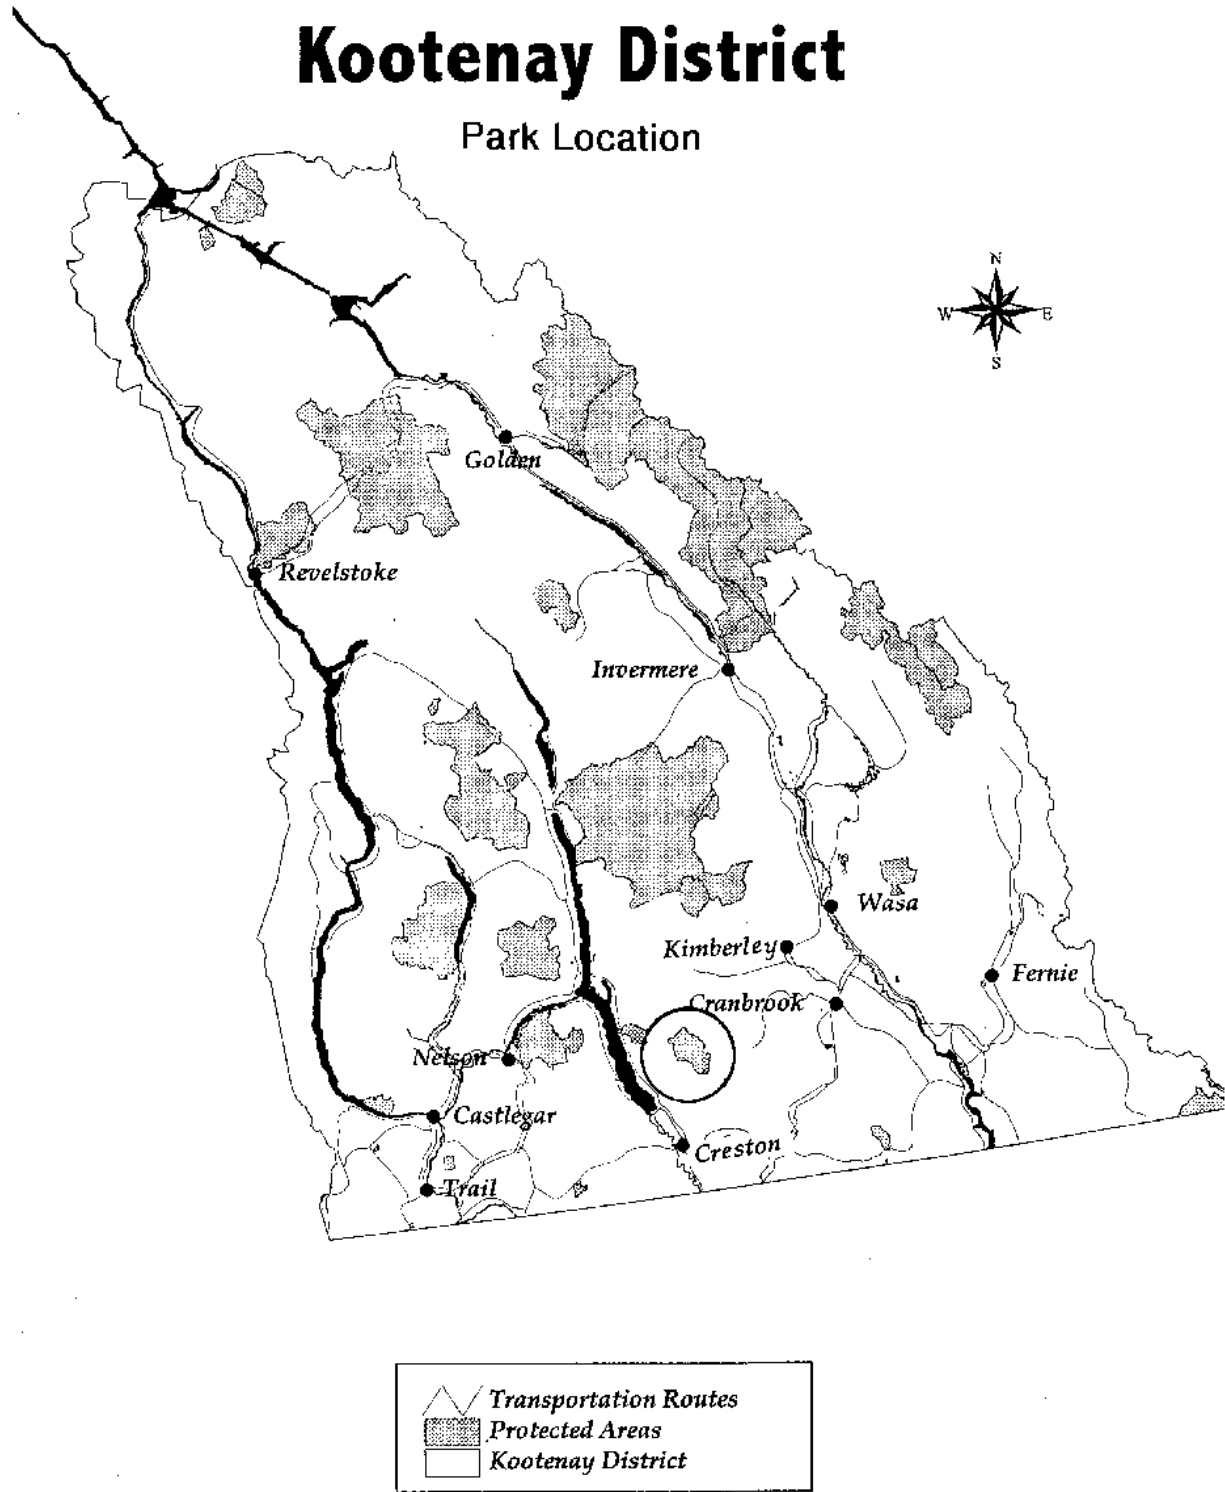 Kootenay District
Park Location
N
W E
S
Golden
Revelstoke
Invermere
Wasa
Kimberley
Fernie
Cranbrook
Nelson
Castlegar
Creston
Trail
Transportation Routes
Protected Areas
Kootenay District